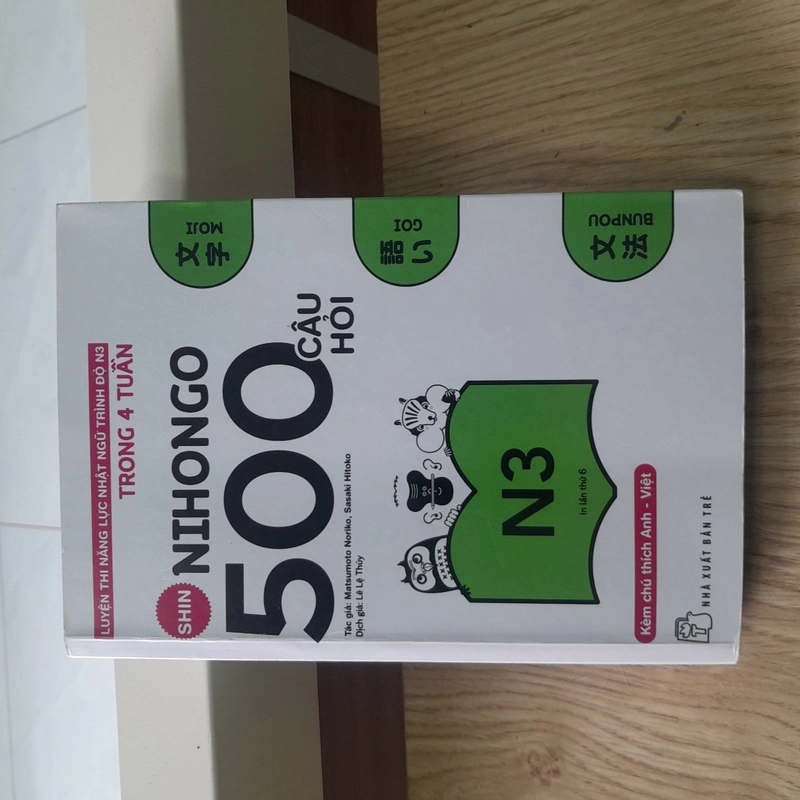 LUYỆN THI NĂNG LỰC NHẬT NGỮ TRÌNH ĐỘ N3
TRONG 4 TUẦN
SHIN
NIHONGO
500
CÂU
HỎI
文字
MOJI
語い
GOI
文法
BUNPOU
Tác giả: Matsumoto Noriko, Sasaki Hitoko
Dịch giả: Lê Lệ Thủy
N3
In lần thứ 6
Kèm chú thích Anh - Việt
NHÀ XUẤT BẢN TRẺ